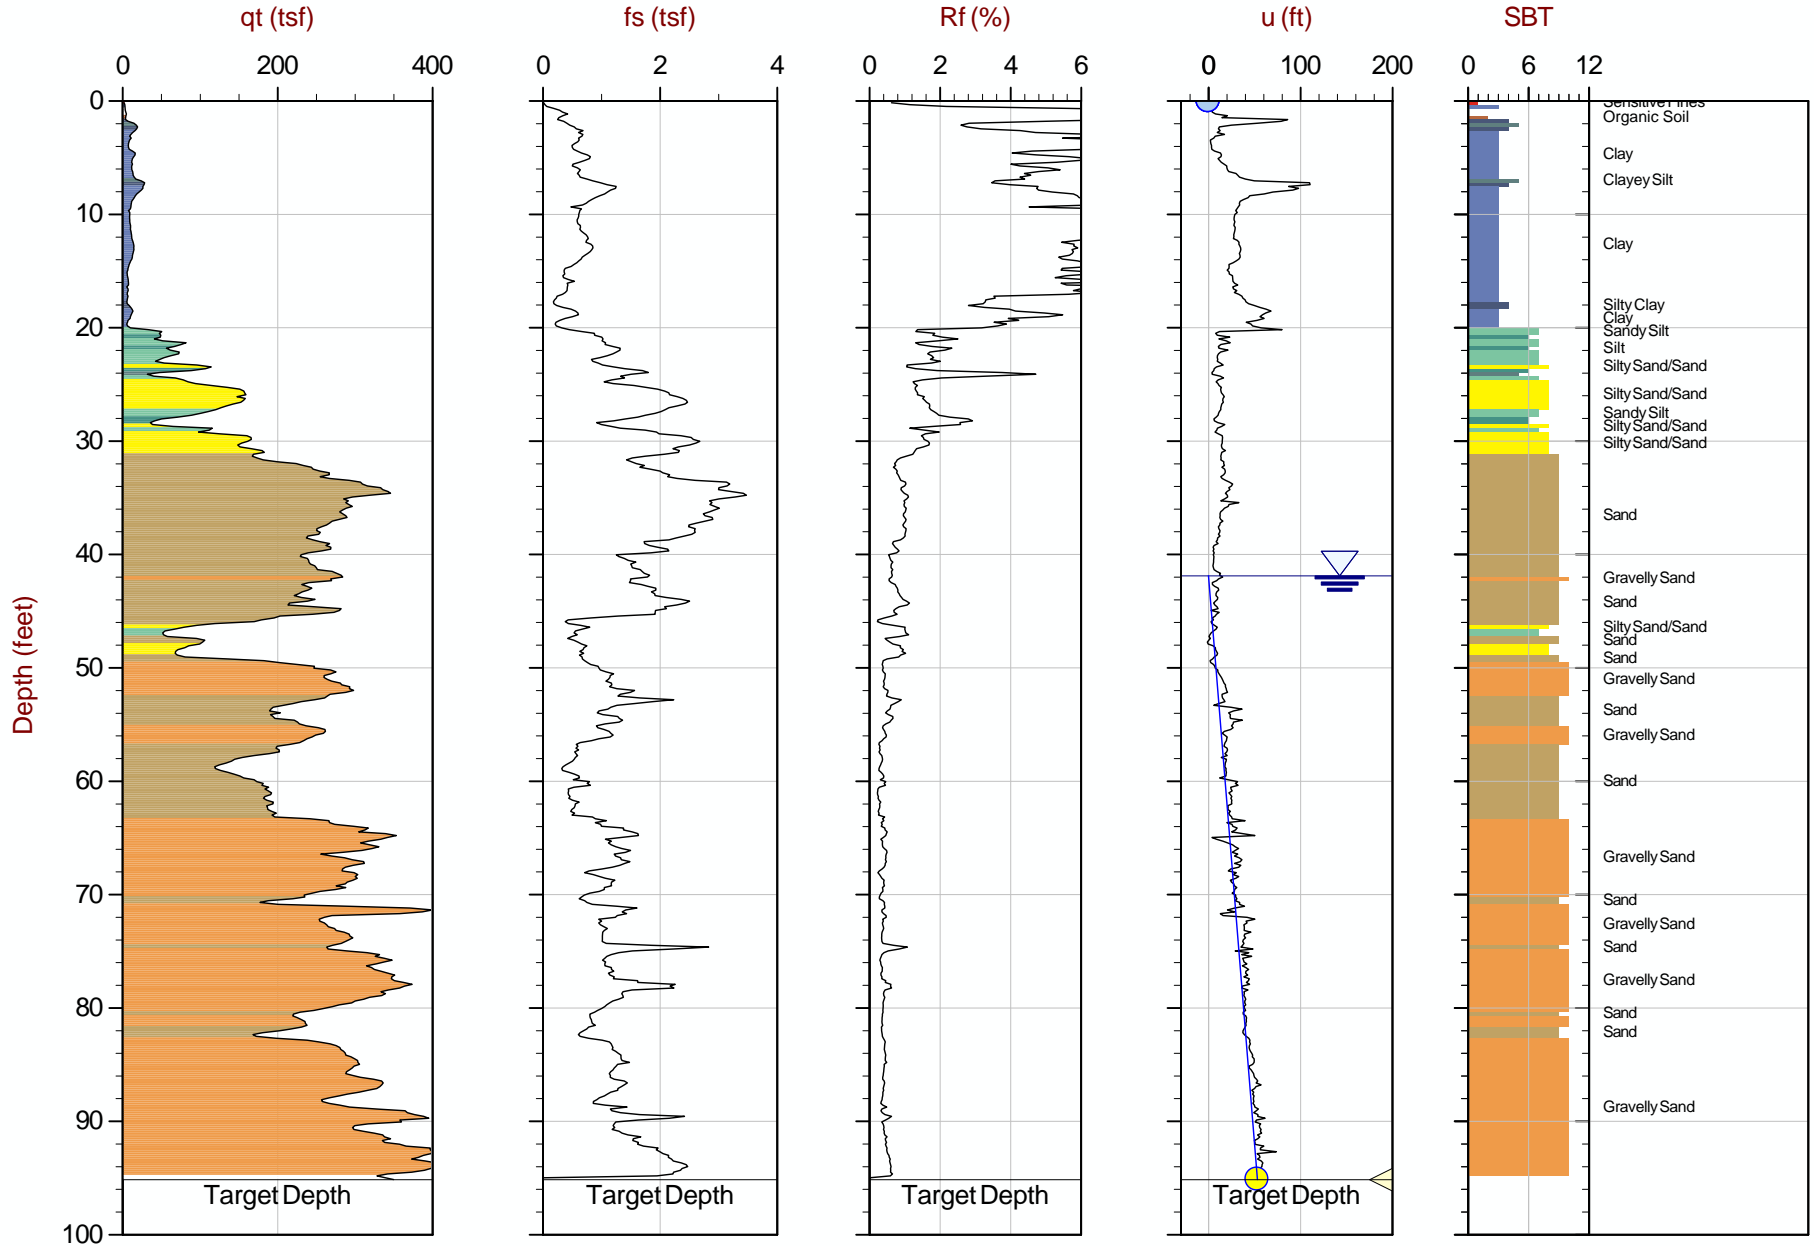 qt (tsf) fs (tsf) Rf (%) u (ft) SBT
0 200 400 0 2 4 0 2 4 6 0 100 200 0 6 12
0
10
20
30
40
50
60
70
80
90
100
Depth (feet)
Sensitive Fines
Organic Soil
Clay
Clayey Silt
Clay
Silty Clay
Clay
Sandy Silt
Silt
Silty Sand/Sand
Silty Sand/Sand
Sandy Silt
Silty Sand/Sand
Silty Sand/Sand
Sand
Gravelly Sand
Sand
Silty Sand/Sand
Sand
Sand
Gravelly Sand
Sand
Gravelly Sand
Sand
Gravelly Sand
Sand
Gravelly Sand
Sand
Gravelly Sand
Sand
Sand
Gravelly Sand
Target Depth Target Depth Target Depth Target Depth